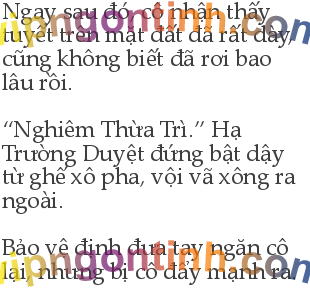 Ngay sau đó, cô nhận thấy
tuyết trên mặt đất đã rất dày,
cũng không biết đã rơi bao
lâu rồi.
“Nghiêm Thừa Trì.” Hạ
Trường Duyệt đứng bật dậy
từ ghế xô pha, vội vã xông ra
ngoài.
Bảo vệ định đưa tay ngăn cô
lại, nhưng bị cô đẩy mạnh ra.